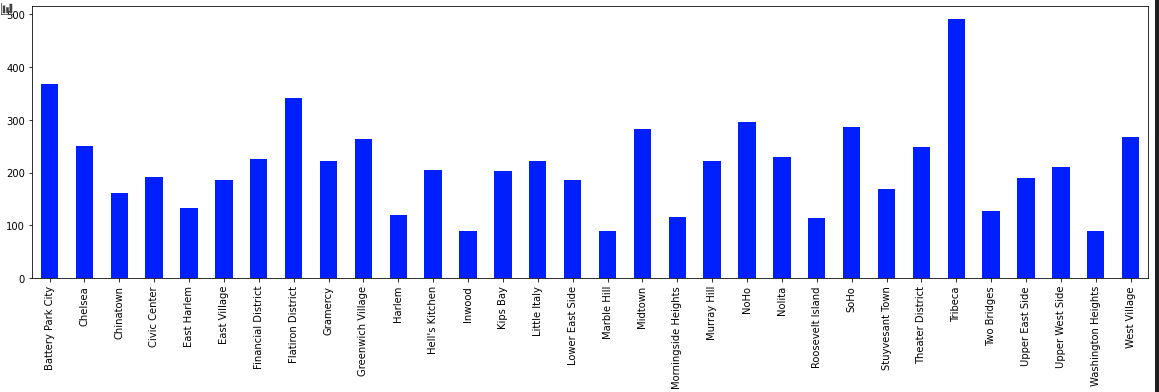 500
400
300
200
100
0
Battery Park City
Chelsea
Chinatown
Civic Center
East Harlem
East Village
Financial District
Flatiron District
Gramercy
Greenwich Village
Harlem
Hell's Kitchen
Inwood
Kips Bay
Little Italy
Lower East Side
Marble Hill
Midtown
Morningside Heights
Murray Hill
NoHo
Nolita
Roosevelt Island
SoHo
Stuyvesant Town
Theater District
Tribeca
Two Bridges
Upper East Side
Upper West Side
Washington Heights
West Village